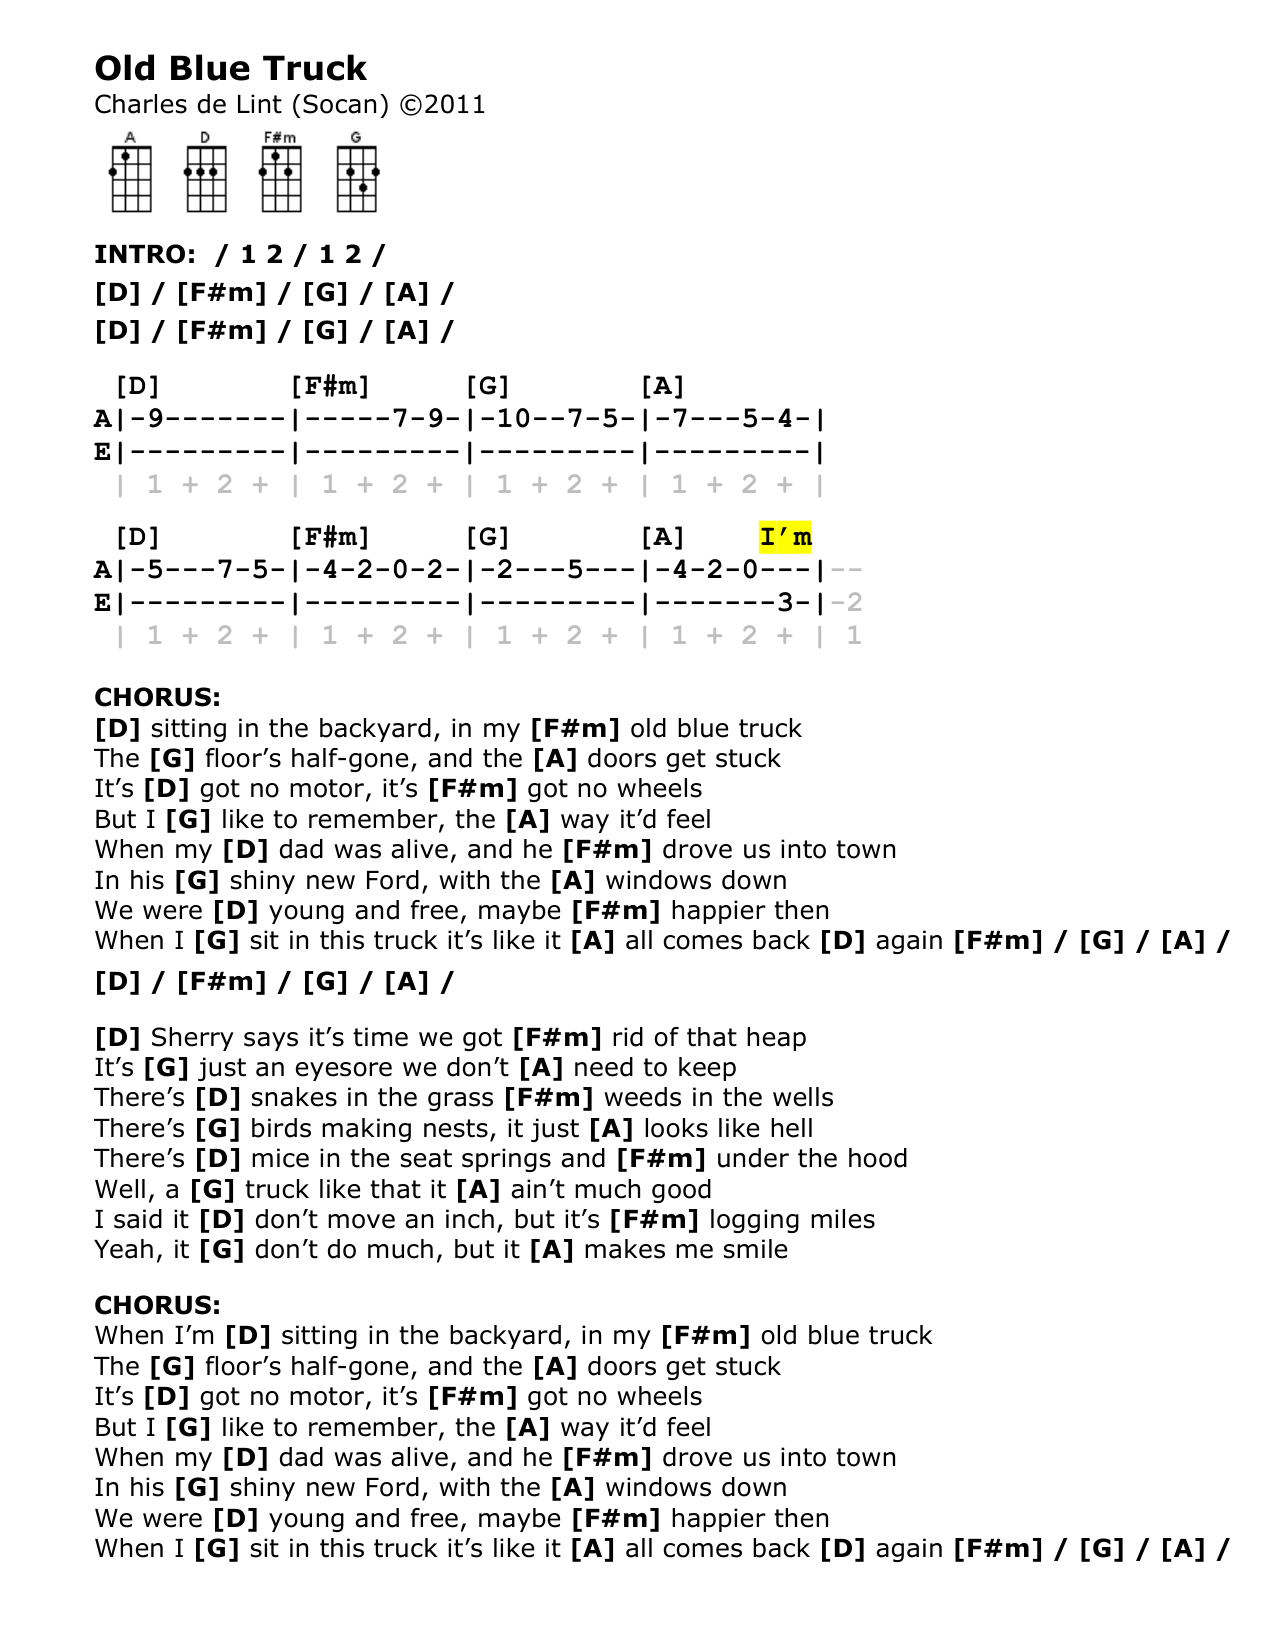 Old Blue Truck
Charles de Lint (Socan) ©2011
A D F#m G
INTRO: / 1 2 / 1 2 /
[D] / [F#m] / [G] / [A] /
[D] / [F#m] / [G] / [A] /
[D] [F#m] [G] [A]
A|-9-------|-----7-9-|-10--7-5-|-7---5-4-|
E|---------|---------|---------|---------|
| 1 + 2 + | 1 + 2 + | 1 + 2 + | 1 + 2 + |
[D] [F#m] [G] [A] I’m
A|-5---7-5-|-4-2-0-2-|-2---5---|-4-2-0---|--
E|---------|---------|---------|-------3-|-2
| 1 + 2 + | 1 + 2 + | 1 + 2 + | 1 + 2 + | 1
CHORUS:
[D] sitting in the backyard, in my [F#m] old blue truck
The [G] floor’s half-gone, and the [A] doors get stuck
It’s [D] got no motor, it’s [F#m] got no wheels
But I [G] like to remember, the [A] way it’d feel
When my [D] dad was alive, and he [F#m] drove us into town
In his [G] shiny new Ford, with the [A] windows down
We were [D] young and free, maybe [F#m] happier then
When I [G] sit in this truck it’s like it [A] all comes back [D] again [F#m] / [G] / [A] /
[D] / [F#m] / [G] / [A] /
[D] Sherry says it’s time we got [F#m] rid of that heap
It’s [G] just an eyesore we don’t [A] need to keep
There’s [D] snakes in the grass [F#m] weeds in the wells
There’s [G] birds making nests, it just [A] looks like hell
There’s [D] mice in the seat springs and [F#m] under the hood
Well, a [G] truck like that it [A] ain’t much good
I said it [D] don’t move an inch, but it’s [F#m] logging miles
Yeah, it [G] don’t do much, but it [A] makes me smile
CHORUS:
When I’m [D] sitting in the backyard, in my [F#m] old blue truck
The [G] floor’s half-gone, and the [A] doors get stuck
It’s [D] got no motor, it’s [F#m] got no wheels
But I [G] like to remember, the [A] way it’d feel
When my [D] dad was alive, and he [F#m] drove us into town
In his [G] shiny new Ford, with the [A] windows down
We were [D] young and free, maybe [F#m] happier then
When I [G] sit in this truck it’s like it [A] all comes back [D] again [F#m] / [G] / [A] /